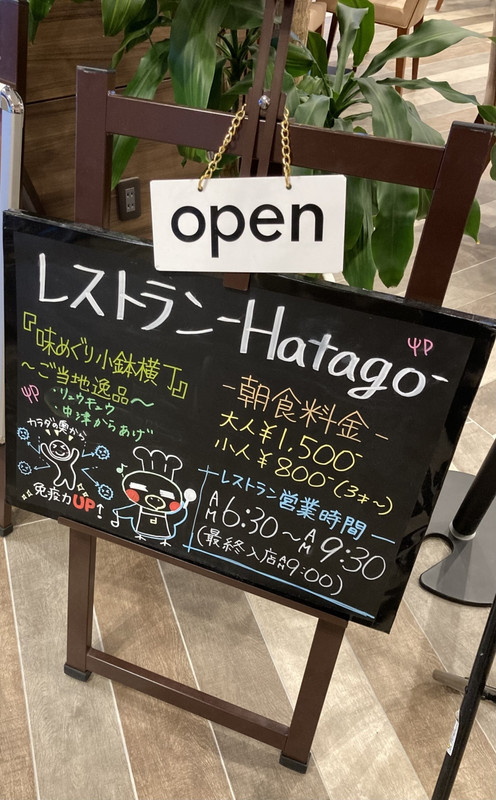 open
レストラン-Hatago-
『味めぐり小鉢横丁』
～ご当地逸品～
・リュウキュウ
・中津からあげ
カラダの奥から
免疫力UP↑
-朝食料金-
大人¥1,500-
小人¥800-(3才～)
レストラン営業時間
AM6:30～AM9:30
(最終入店AM9:00)